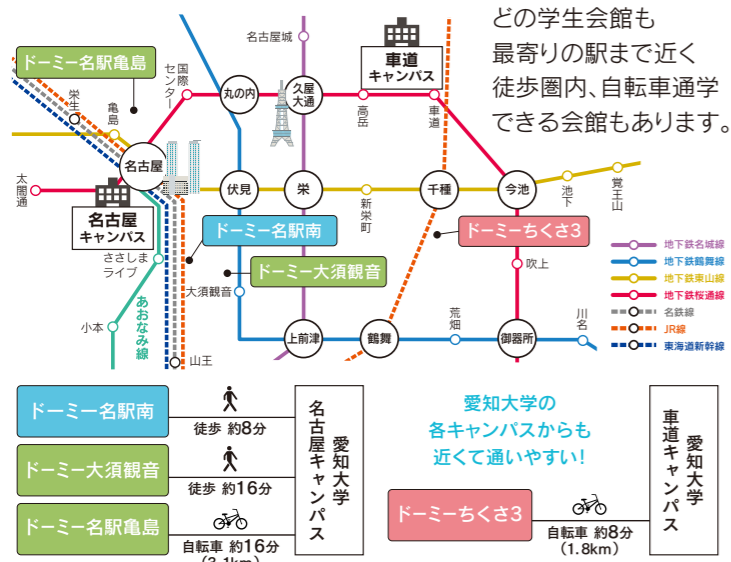 どの学生会館も
最寄りの駅まで近く
徒歩圏内、自転車通学
できる会館もあります。
ドーミー名駅亀島
名古屋城
車道
キャンパス
国際
センター
丸の内
久屋
大通
高岳
車道
栄生
亀島
名古屋
太閤通
名古屋
キャンパス
伏見
栄
新栄町
千種
今池
池下
覚王山
ドーミー名駅南
ドーミーちくさ3
ささしま
ライブ
ドーミー大須観音
大須観音
吹上
あおなみ線
小本
山王
上前津
鶴舞
荒畑
御器所
川名
地下鉄名城線
地下鉄鶴舞線
地下鉄東山線
地下鉄桜通線
名鉄線
JR線
東海道新幹線
ドーミー名駅南
徒歩 約8分
ドーミー大須観音
徒歩 約16分
ドーミー名駅亀島
自転車 約16分
(3.1km)
愛知大学
名古屋キャンパス
愛知大学の
各キャンパスからも
近くて通いやすい!
ドーミーちくさ3
自転車 約8分
(1.8km)
愛知大学
車道キャンパス